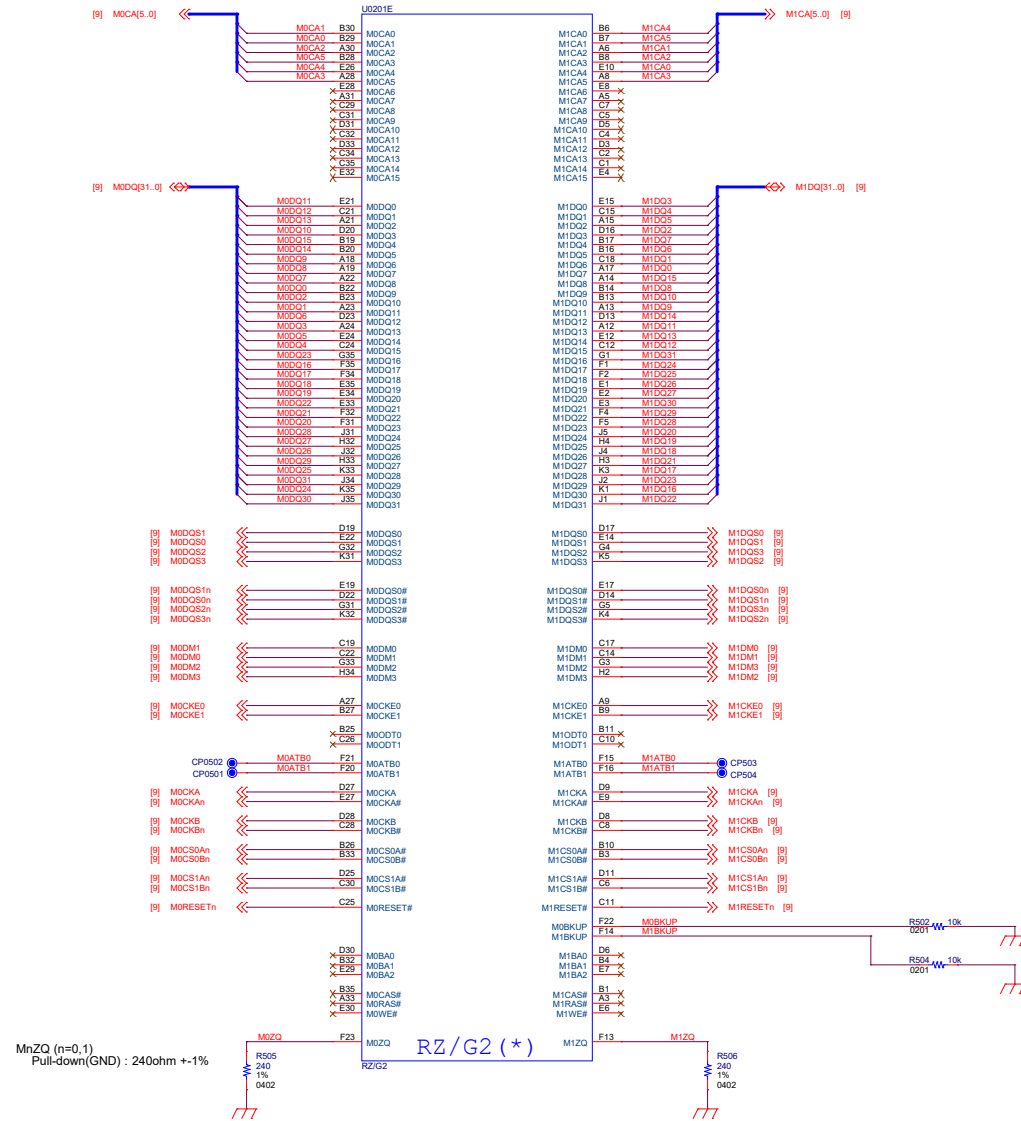 U0201E
[9] M0CA[5..0] M1CA[5..0] [9]
M0CA1 B30 M0CA0 M1CA0 B6 M1CA4
M0CA0 B29 M0CA1 M1CA1 B7 M1CA5
M0CA2 A30 M0CA2 M1CA2 A6 M1CA1
M0CA5 B28 M0CA3 M1CA3 B8 M1CA2
M0CA4 E26 M0CA4 M1CA4 E10 M1CA0
M0CA3 A28 M0CA5 M1CA5 A8 M1CA3
E28 M0CA6 M1CA6 E8
A31 M0CA7 M1CA7 A5
C29 M0CA8 M1CA8 C7
C31 M0CA9 M1CA9 C5
D31 M0CA10 M1CA10 D5
C32 M0CA11 M1CA11 C4
D33 M0CA12 M1CA12 D3
C34 M0CA13 M1CA13 C2
C35 M0CA14 M1CA14 C1
E32 M0CA15 M1CA15 E4
[9] M0DQ[31..0] M1DQ[31..0] [9]
M0DQ11 E21 M0DQ0 M1DQ0 E15 M1DQ3
M0DQ12 C21 M0DQ1 M1DQ1 C15 M1DQ4
M0DQ13 A21 M0DQ2 M1DQ2 A15 M1DQ5
M0DQ10 D20 M0DQ3 M1DQ3 D16 M1DQ2
M0DQ15 B19 M0DQ4 M1DQ4 B17 M1DQ7
M0DQ14 B20 M0DQ5 M1DQ5 B16 M1DQ6
M0DQ9 A18 M0DQ6 M1DQ6 C18 M1DQ1
M0DQ8 A19 M0DQ7 M1DQ7 A17 M1DQ0
M0DQ7 A22 M0DQ8 M1DQ8 A14 M1DQ15
M0DQ0 B22 M0DQ9 M1DQ9 B14 M1DQ8
M0DQ2 B23 M0DQ10 M1DQ10 B13 M1DQ10
M0DQ1 A23 M0DQ11 M1DQ11 A13 M1DQ9
M0DQ6 D23 M0DQ12 M1DQ12 D13 M1DQ14
M0DQ3 A24 M0DQ13 M1DQ13 A12 M1DQ11
M0DQ5 E24 M0DQ14 M1DQ14 E12 M1DQ13
M0DQ4 C24 M0DQ15 M1DQ15 C12 M1DQ12
M0DQ23 G35 M0DQ16 M1DQ16 G1 M1DQ31
M0DQ16 F35 M0DQ17 M1DQ17 F1 M1DQ24
M0DQ17 F34 M0DQ18 M1DQ18 F2 M1DQ25
M0DQ18 E35 M0DQ19 M1DQ19 E1 M1DQ26
M0DQ19 E34 M0DQ20 M1DQ20 E2 M1DQ27
M0DQ22 E33 M0DQ21 M1DQ21 E3 M1DQ30
M0DQ21 F32 M0DQ22 M1DQ22 F4 M1DQ29
M0DQ20 F31 M0DQ23 M1DQ23 F5 M1DQ28
M0DQ28 J31 M0DQ24 M1DQ24 J5 M1DQ20
M0DQ27 H32 M0DQ25 M1DQ25 H4 M1DQ19
M0DQ26 J32 M0DQ26 M1DQ26 J4 M1DQ18
M0DQ29 H33 M0DQ27 M1DQ27 H3 M1DQ21
M0DQ25 K33 M0DQ28 M1DQ28 K3 M1DQ17
M0DQ31 J34 M0DQ29 M1DQ29 J2 M1DQ23
M0DQ24 K35 M0DQ30 M1DQ30 K1 M1DQ16
M0DQ30 J35 M0DQ31 M1DQ31 J1 M1DQ22
[9] M0DQS1 D19 M0DQS0 M1DQS0 D17 M1DQS0 [9]
[9] M0DQS0 E22 M0DQS1 M1DQS1 E14 M1DQS1 [9]
[9] M0DQS2 G32 M0DQS2 M1DQS2 G4 M1DQS3 [9]
[9] M0DQS3 K31 M0DQS3 M1DQS3 K5 M1DQS2 [9]
[9] M0DQS1n E19 M0DQS0# M1DQS0# E17 M1DQS0n [9]
[9] M0DQS0n D22 M0DQS1# M1DQS1# D14 M1DQS1n [9]
[9] M0DQS2n G31 M0DQS2# M1DQS2# G5 M1DQS3n [9]
[9] M0DQS3n K32 M0DQS3# M1DQS3# K4 M1DQS2n [9]
[9] M0DM1 C19 M0DM0 M1DM0 C17 M1DM0 [9]
[9] M0DM0 C22 M0DM1 M1DM1 C14 M1DM1 [9]
[9] M0DM2 G33 M0DM2 M1DM2 G3 M1DM3 [9]
[9] M0DM3 H34 M0DM3 M1DM3 H2 M1DM2 [9]
[9] M0CKE0 A27 M0CKE0 M1CKE0 A9 M1CKE0 [9]
[9] M0CKE1 B27 M0CKE1 M1CKE1 B9 M1CKE1 [9]
B25 M0ODT0 M1ODT0 B11
C26 M0ODT1 M1ODT1 C10
CP0502 M0ATB0 F21 M0ATB0 M1ATB0 F15 M1ATB0 CP503
CP0501 M0ATB1 F20 M0ATB1 M1ATB1 F16 M1ATB1 CP504
[9] M0CKA D27 M0CKA M1CKA D9 M1CKA [9]
[9] M0CKAn E27 M0CKA# M1CKA# E9 M1CKAn [9]
[9] M0CKB D28 M0CKB M1CKB D8 M1CKB [9]
[9] M0CKBn C28 M0CKB# M1CKB# C8 M1CKBn [9]
[9] M0CS0An B26 M0CS0A# M1CS0A# B10 M1CS0An [9]
[9] M0CS0Bn B33 M0CS0B# M1CS0B# B3 M1CS0Bn [9]
[9] M0CS1An D25 M0CS1A# M1CS1A# D11 M1CS1An [9]
[9] M0CS1Bn C30 M0CS1B# M1CS1B# C6 M1CS1Bn [9]
[9] M0RESETn C25 M0RESET# M1RESET# C11 M1RESETn [9]
M0BKUP F22 M0BKUP R502 10k
0201
M1BKUP F14 M1BKUP
R504 10k
0201
D30 M0BA0 M1BA0 D6
B32 M0BA1 M1BA1 B4
E29 M0BA2 M1BA2 E7
B35 M0CAS# M1CAS# B1
A33 M0RAS# M1RAS# A3
E30 M0WE# M1WE# E6
M0ZQ F23 M0ZQ RZ/G2(*) M1ZQ F13 M1ZQ
MnZQ (n=0,1)
Pull-down(GND) : 240ohm +-1%
R505
240
1%
0402
RZ/G2
R506
240
1%
0402